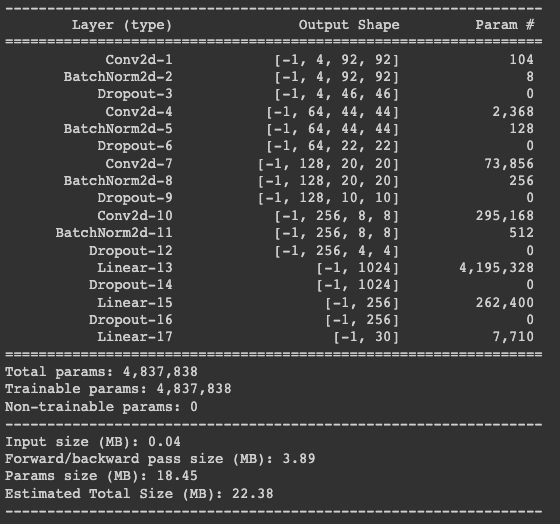 ----------------------------------------------------------------
Layer (type) Output Shape Param #
================================================================
Conv2d-1 [-1, 4, 92, 92] 104
BatchNorm2d-2 [-1, 4, 92, 92] 8
Dropout-3 [-1, 4, 46, 46] 0
Conv2d-4 [-1, 64, 44, 44] 2,368
BatchNorm2d-5 [-1, 64, 44, 44] 128
Dropout-6 [-1, 64, 22, 22] 0
Conv2d-7 [-1, 128, 20, 20] 73,856
BatchNorm2d-8 [-1, 128, 20, 20] 256
Dropout-9 [-1, 128, 10, 10] 0
Conv2d-10 [-1, 256, 8, 8] 295,168
BatchNorm2d-11 [-1, 256, 8, 8] 512
Dropout-12 [-1, 256, 4, 4] 0
Linear-13 [-1, 1024] 4,195,328
Dropout-14 [-1, 1024] 0
Linear-15 [-1, 256] 262,400
Dropout-16 [-1, 256] 0
Linear-17 [-1, 30] 7,710
================================================================
Total params: 4,837,838
Trainable params: 4,837,838
Non-trainable params: 0
----------------------------------------------------------------
Input size (MB): 0.04
Forward/backward pass size (MB): 3.89
Params size (MB): 18.45
Estimated Total Size (MB): 22.38
----------------------------------------------------------------